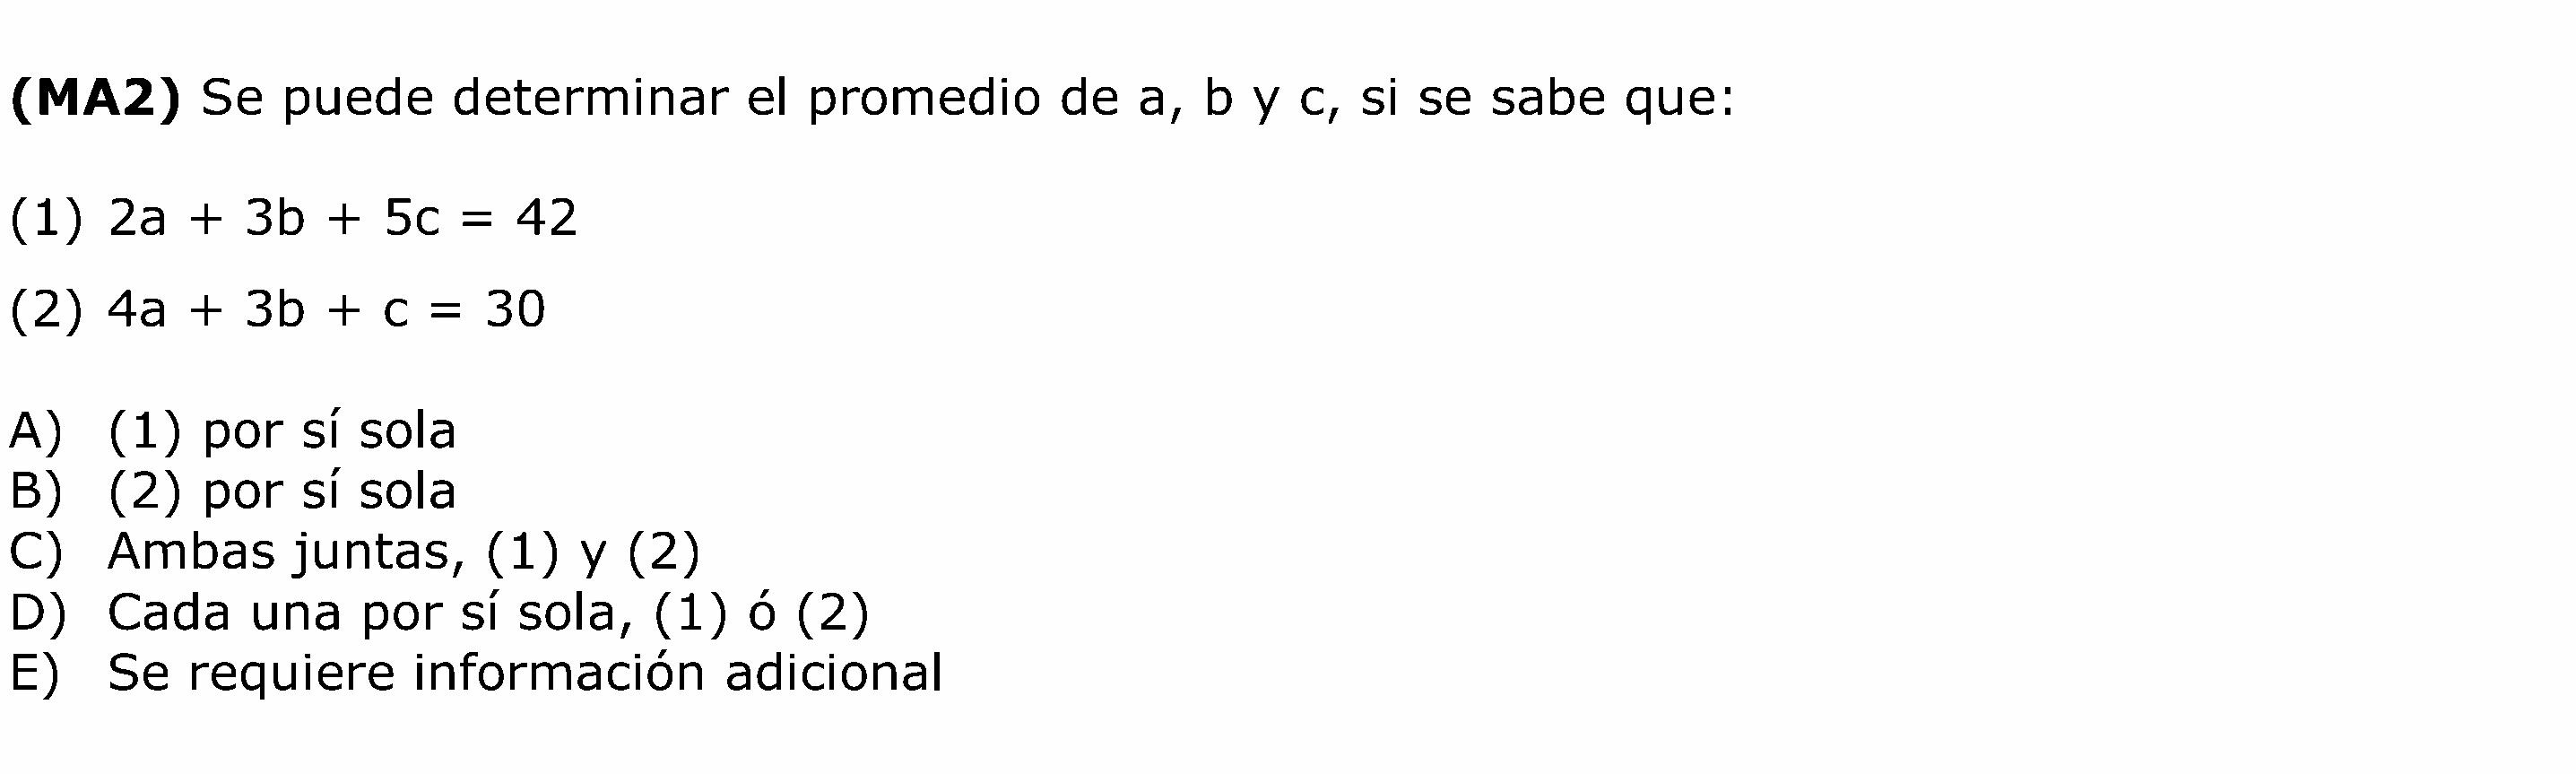 (MA2) Se puede determinar el promedio de a, b y c, si se sabe que:
(1) 2a + 3b + 5c = 42
(2) 4a + 3b + c = 30
A) (1) por sí sola
B) (2) por sí sola
C) Ambas juntas, (1) y (2)
D) Cada una por sí sola, (1) ó (2)
E) Se requiere información adicional